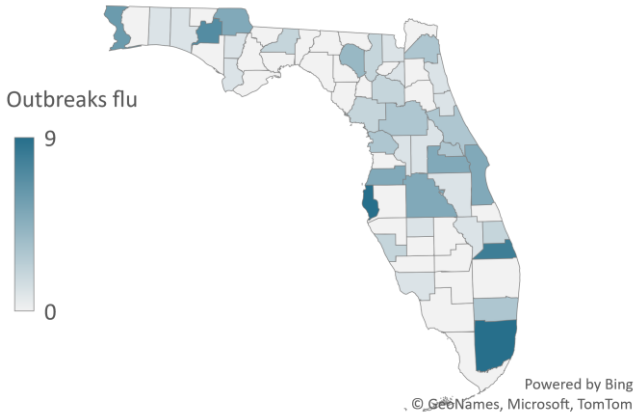 Outbreaks flu
9
0
Powered by Bing
© GeoNames, Microsoft, TomTom